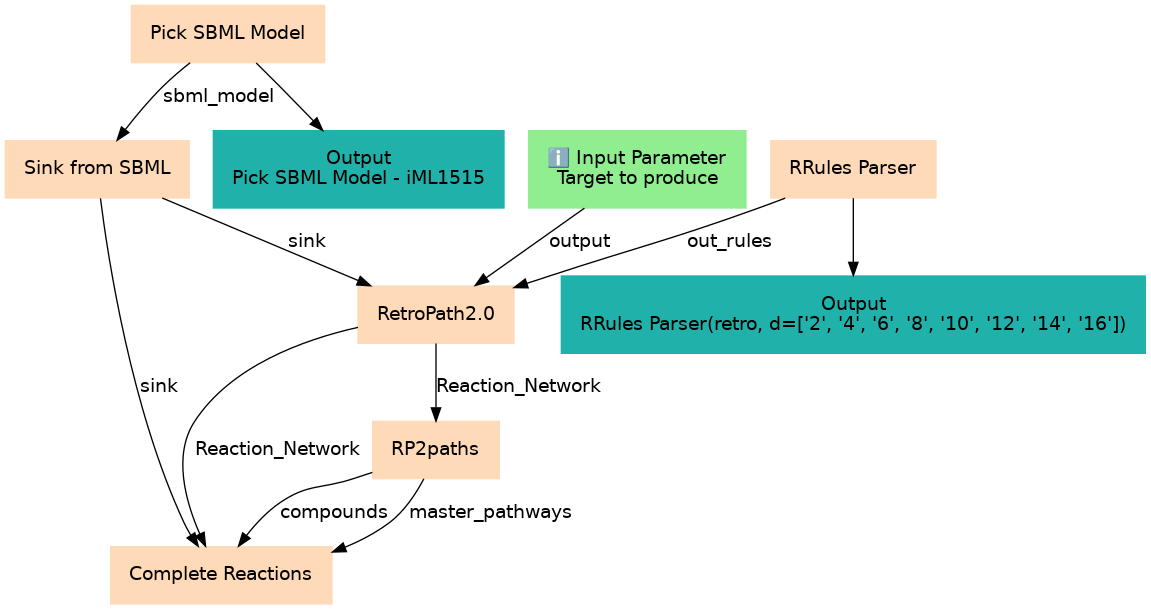 Pick SBML Model
sbml_model
Sink from SBML
Output
Pick SBML Model - iML1515
ℹ️ Input Parameter
Target to produce
RRules Parser
sink
output
out_rules
RetroPath2.0
Output
RRules Parser(retro, d=['2', '4', '6', '8', '10', '12', '14', '16'])
sink
Reaction_Network
Reaction_Network
RP2paths
compounds
master_pathways
Complete Reactions